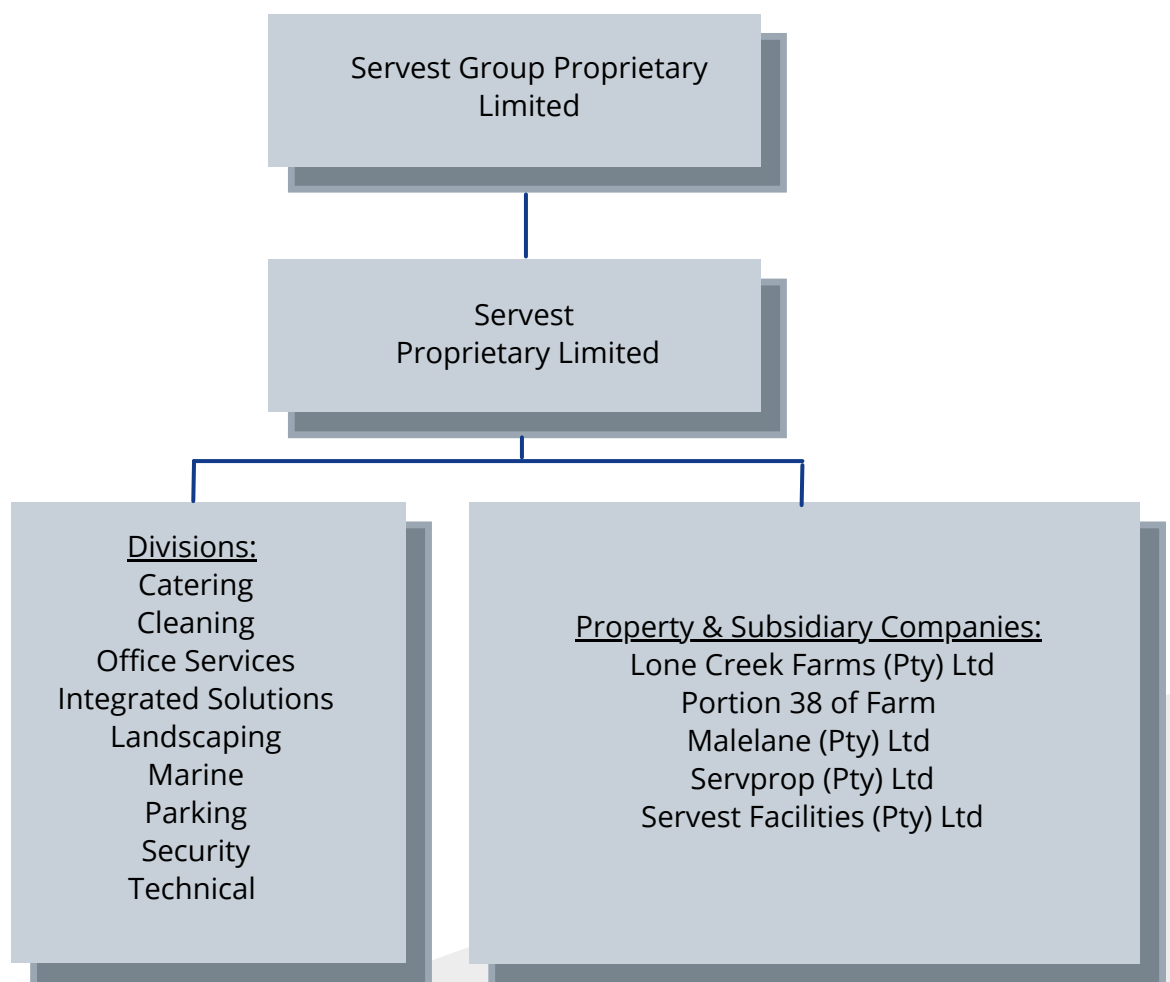 Servest Group Proprietary
Limited
Servest
Proprietary Limited
Divisions:
Catering
Cleaning
Office Services
Integrated Solutions
Landscaping
Marine
Parking
Security
Technical
Property & Subsidiary Companies:
Lone Creek Farms (Pty) Ltd
Portion 38 of Farm
Malelane (Pty) Ltd
Servprop (Pty) Ltd
Servest Facilities (Pty) Ltd